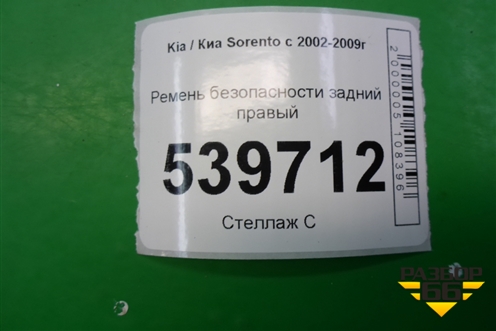 Kia / Киа Sorento с 2002-2009г
Ремень безопасности задний
правый
539712
Стеллаж С
2000005108396
РАЗБОР
66